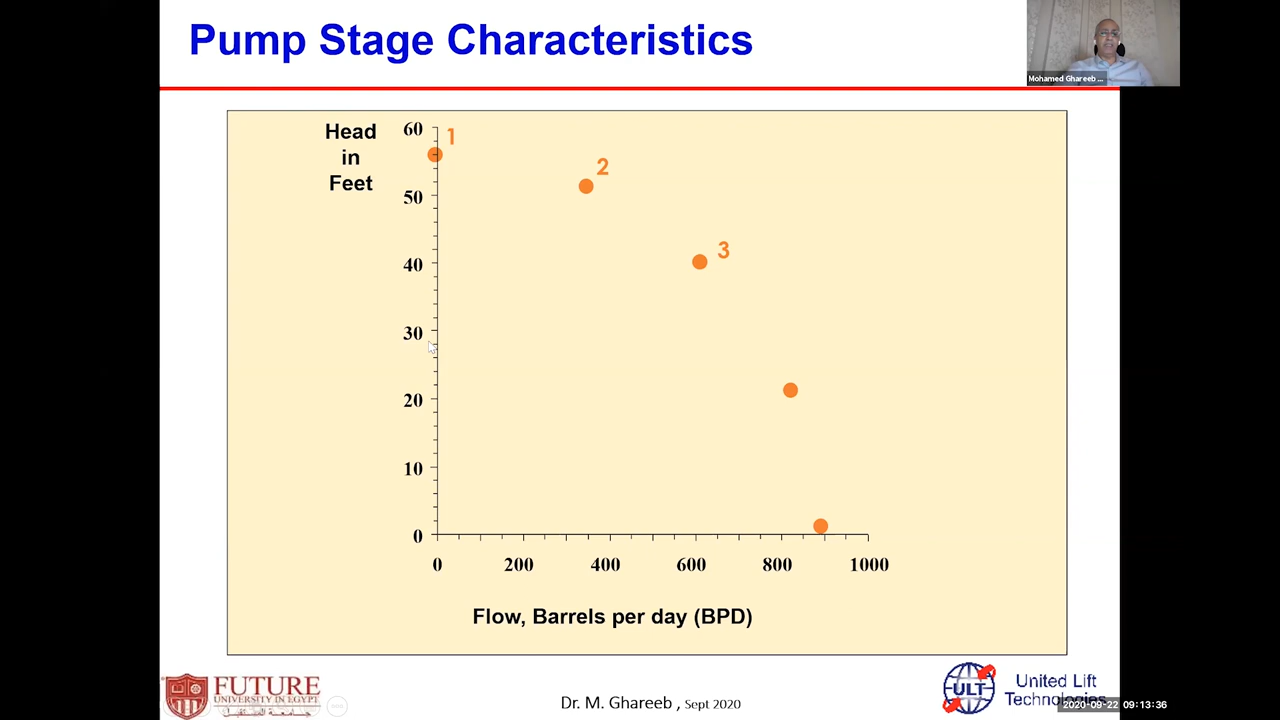 Pump Stage Characteristics
Mohamed Ghareeb ...
Head
in
Feet
60
50
40
30
20
10
0
1
2
3
0 200 400 600 800 1000
Flow, Barrels per day (BPD)
FUTURE
UNIVERSITY IN EGYPT
جامعة المستقبل
Dr. M. Ghareeb , Sept 2020
ULT
United Lift
Technologies
2020-09-22 09:13:36